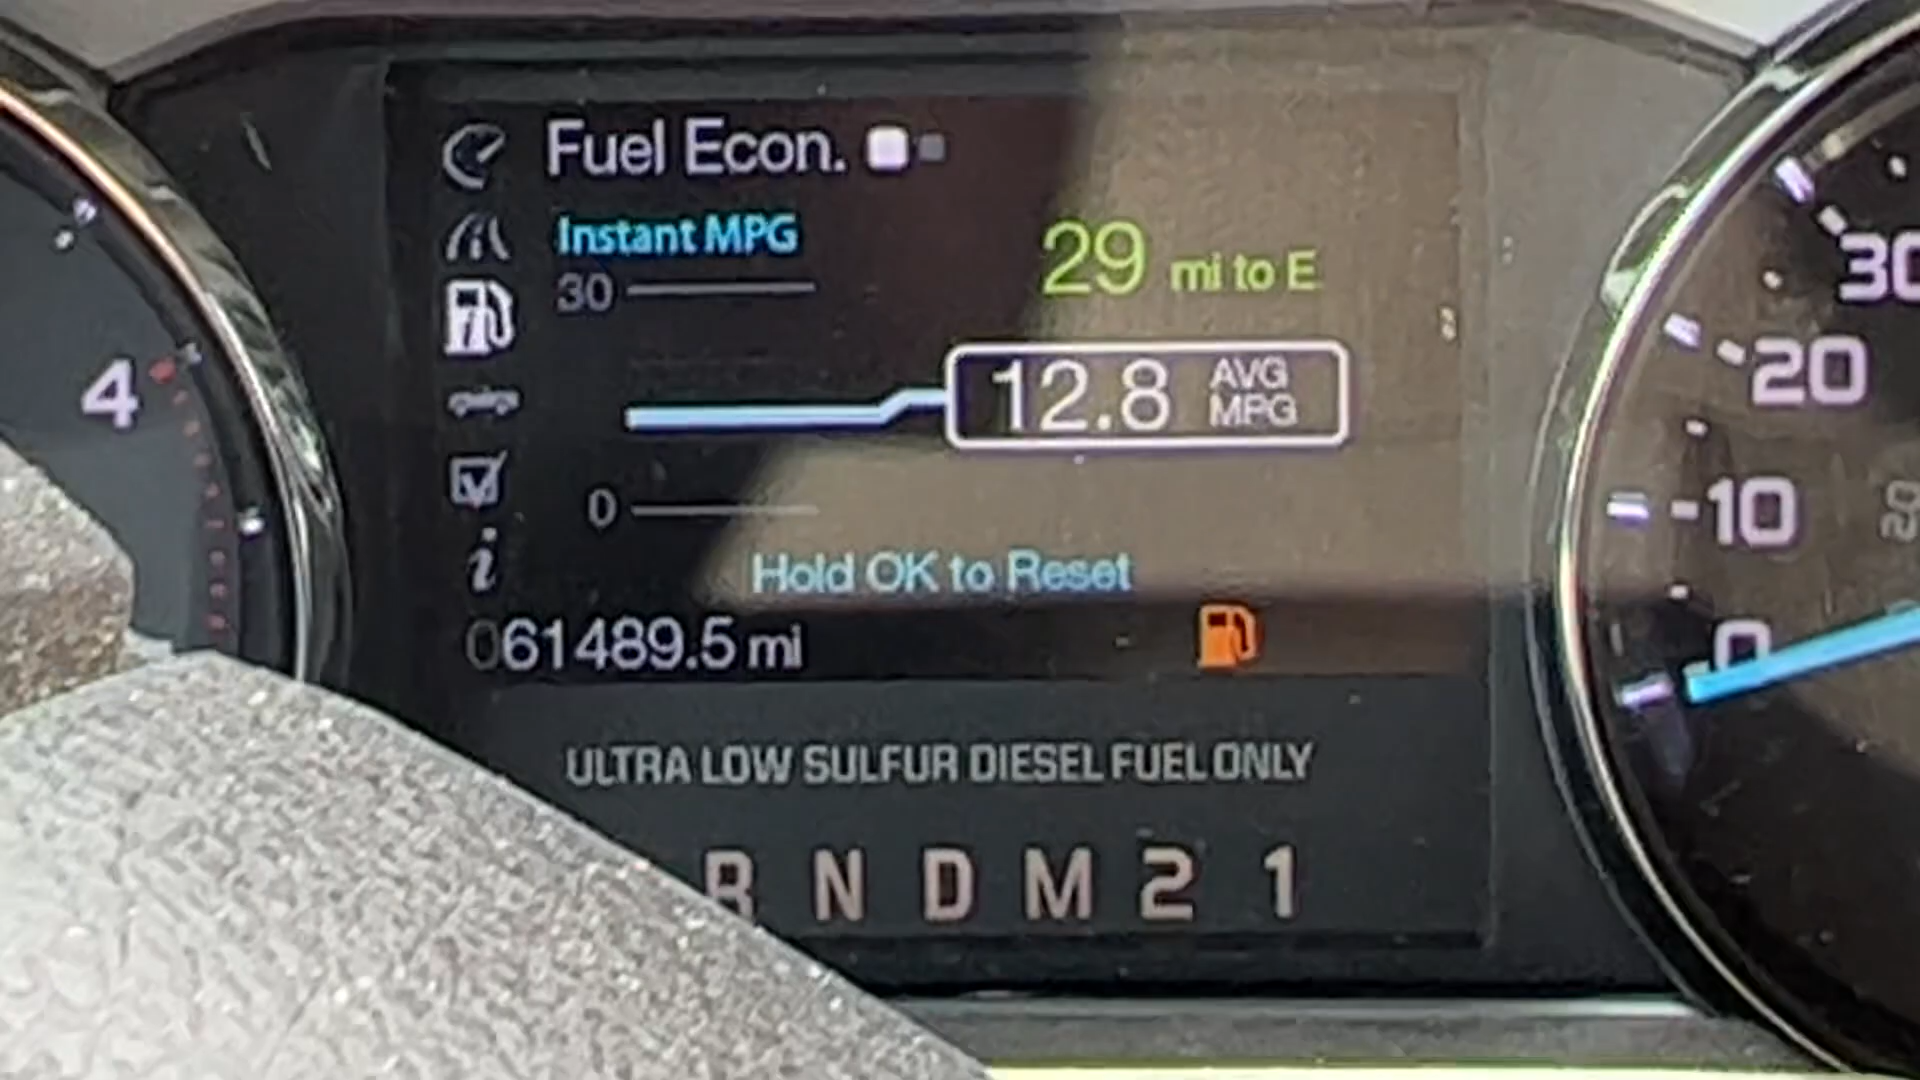 Fuel Econ.
Instant MPG
30
29 mi to E
12.8 AVG MPG
0
Hold OK to Reset
061489.5 mi
ULTRA LOW SULFUR DIESEL FUEL ONLY
R N D M 2 1
4
30
20
10
20
0